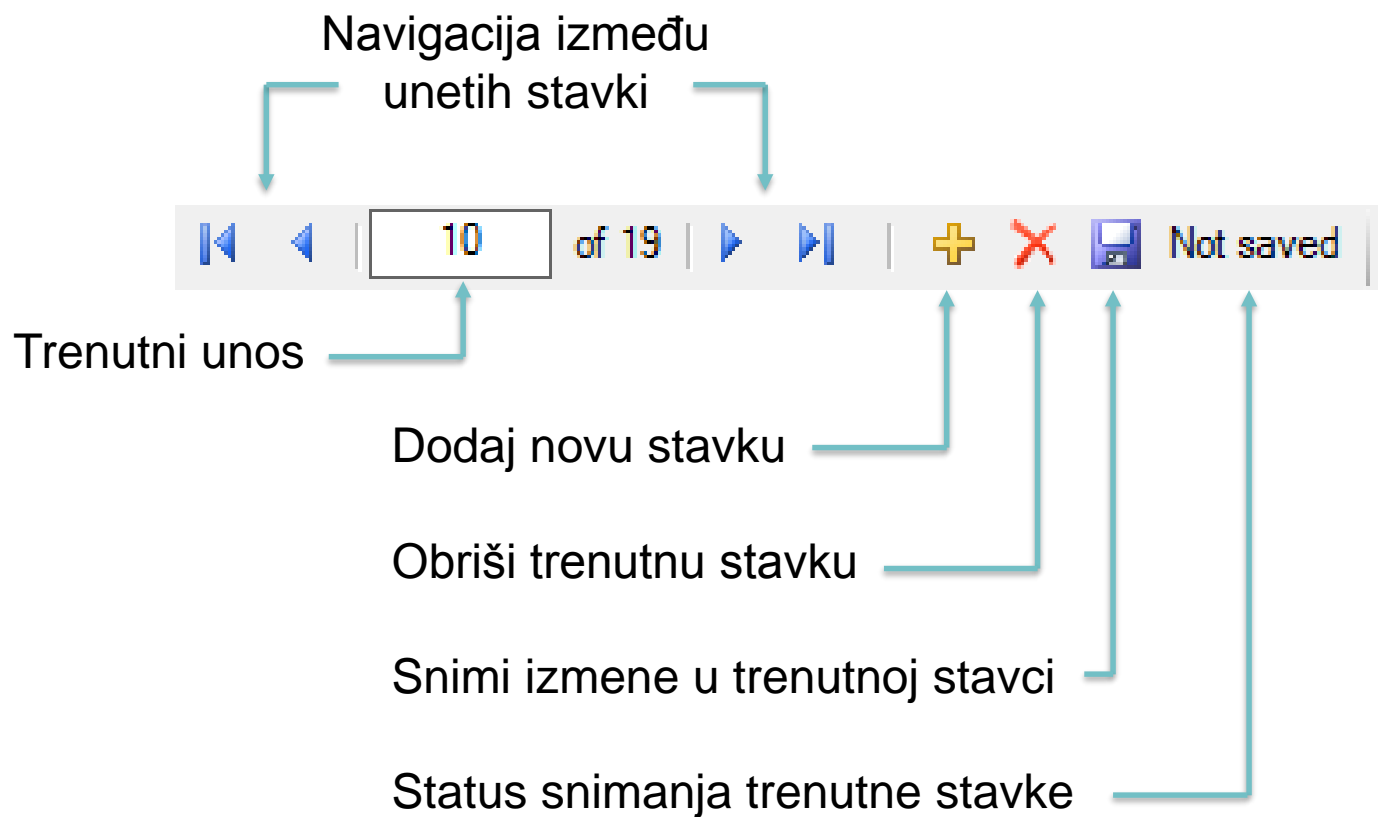 Navigacija između
unetih stavki
10 of 19 Not saved
Trenutni unos
Dodaj novu stavku
Obriši trenutnu stavku
Snimi izmene u trenutnoj stavci
Status snimanja trenutne stavke